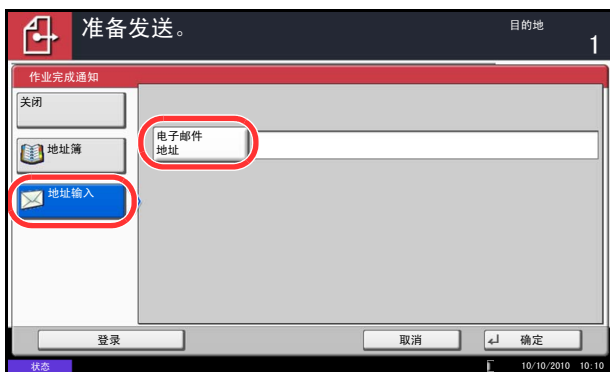 准备发送。
目的地
1
作业完成通知
关闭
地址簿
地址输入
电子邮件
地址
登录
取消
确定
状态
10/10/2010 10:10